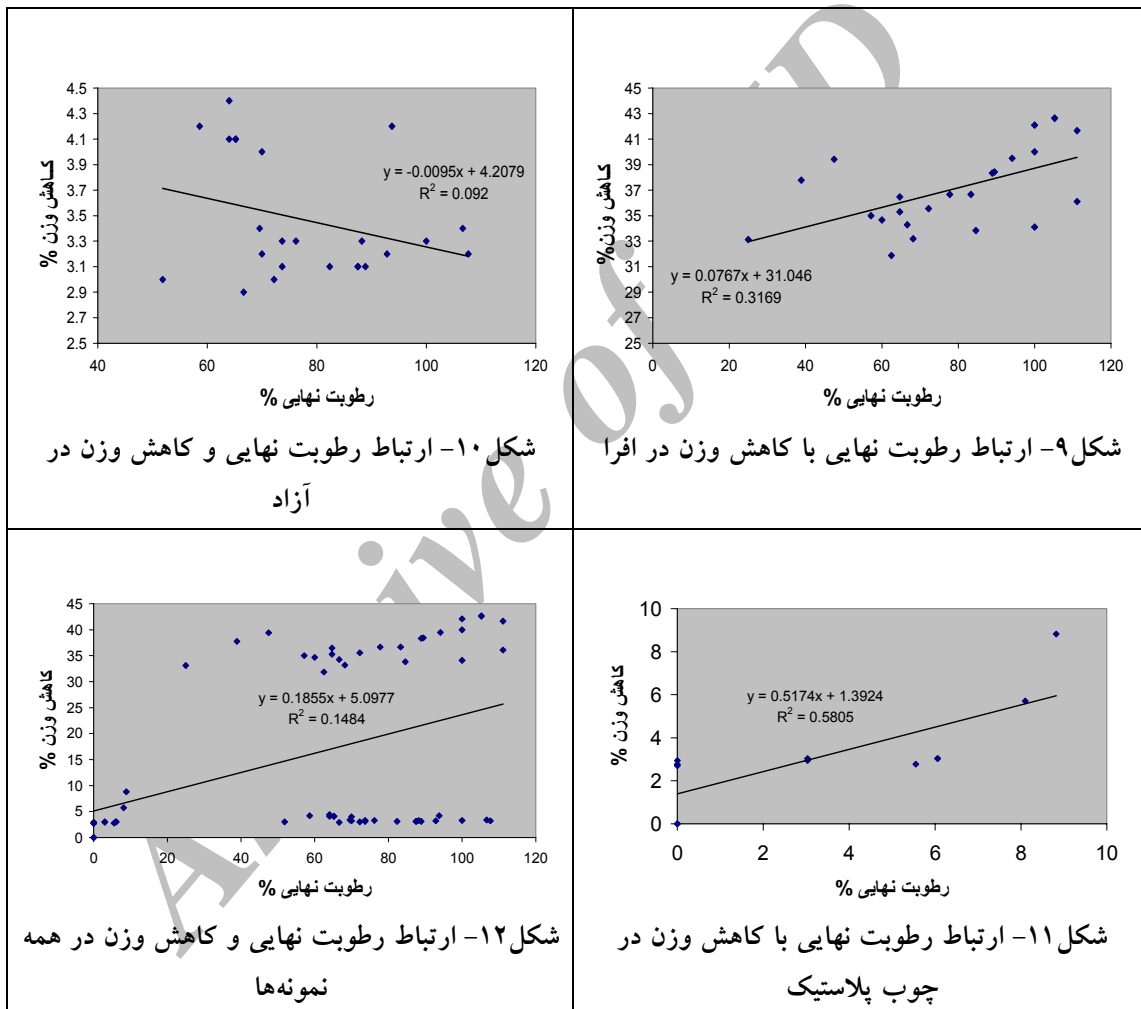 کاهش وزن %
45
43
41
39
37
35
33
31
29
27
25
y = 0.0767x + 31.046
R² = 0.3169
0 20 40 60 80 100 120
رطوبت نهایی %
شکل۹- ارتباط رطوبت نهایی با کاهش وزن در افرا
کاهش وزن %
4.5
4.3
4.1
3.9
3.7
3.5
3.3
3.1
2.9
2.7
2.5
y = -0.0095x + 4.2079
R² = 0.092
40 60 80 100 120
رطوبت نهایی %
شکل۱۰- ارتباط رطوبت نهایی و کاهش وزن در
آزاد
کاهش وزن %
10
8
6
4
2
0
y = 0.5174x + 1.3924
R² = 0.5805
0 2 4 6 8 10
رطوبت نهایی %
شکل۱۱- ارتباط رطوبت نهایی با کاهش وزن در
چوب پلاستیک
کاهش وزن %
45
40
35
30
25
20
15
10
5
0
y = 0.1855x + 5.0977
R² = 0.1484
0 20 40 60 80 100 120
رطوبت نهایی %
شکل۱۲- ارتباط رطوبت نهایی و کاهش وزن در همه
نمونه‌ها